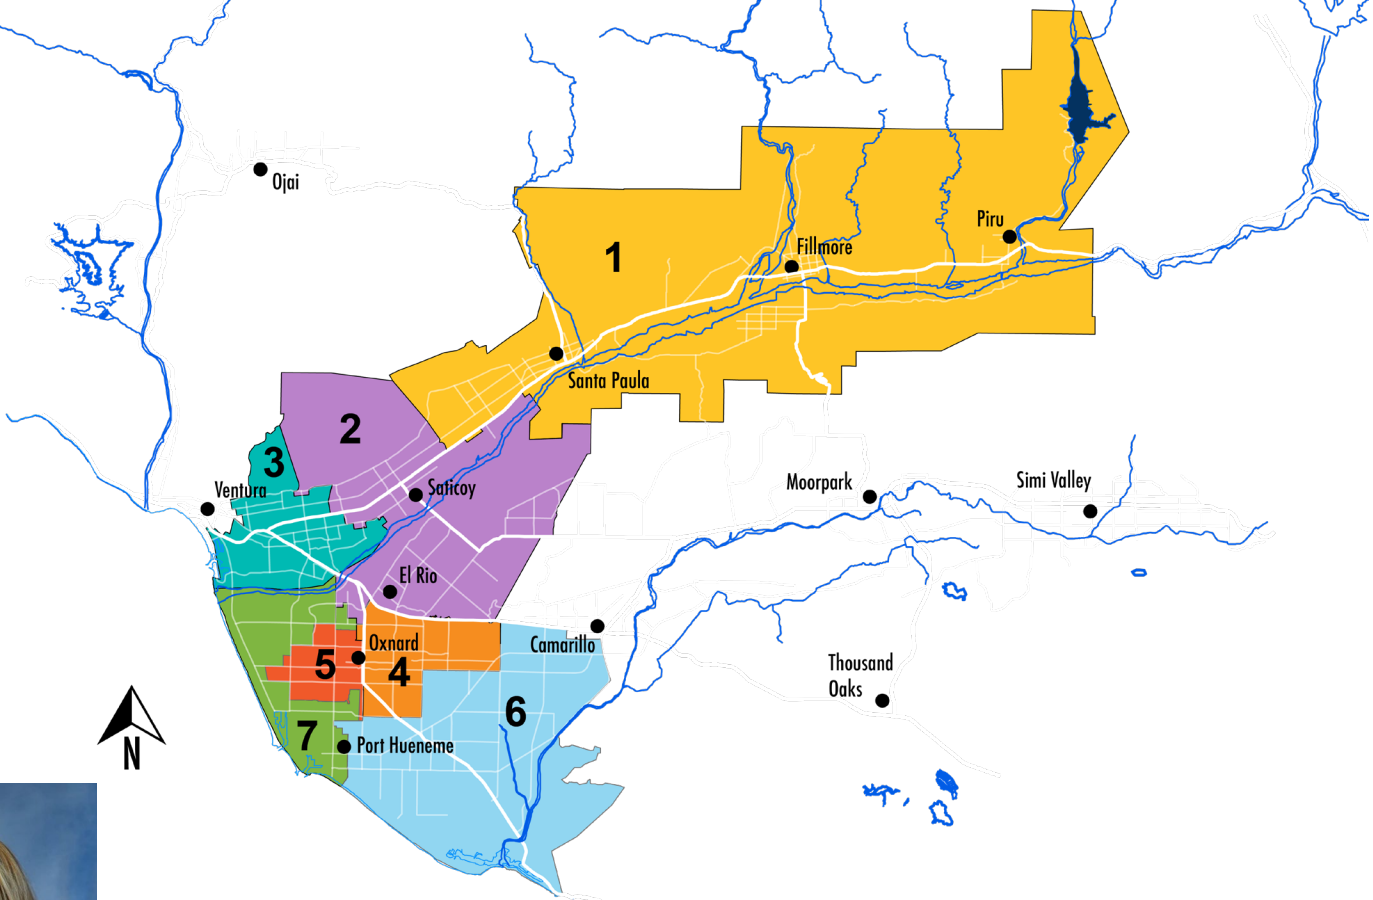 Ojai
Piru
1
Fillmore
Santa Paula
2
3
Ventura
Saticoy
Moorpark
Simi Valley
El Rio
Oxnard
Camarillo
5
4
Thousand
Oaks
6
7
Port Hueneme
N